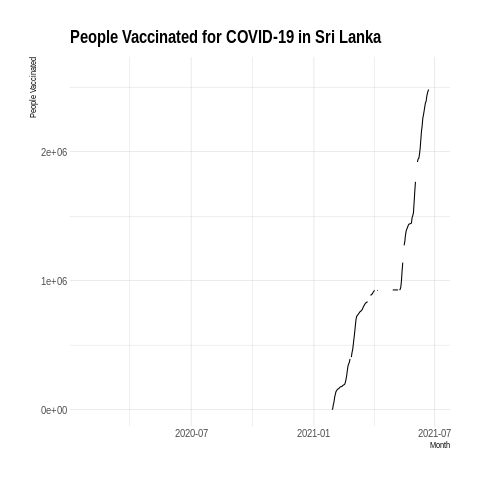 People Vaccinated for COVID-19 in Sri Lanka
People Vaccinated
2e+06
1e+06
0e+00
2020-07
2021-01
2021-07
Month